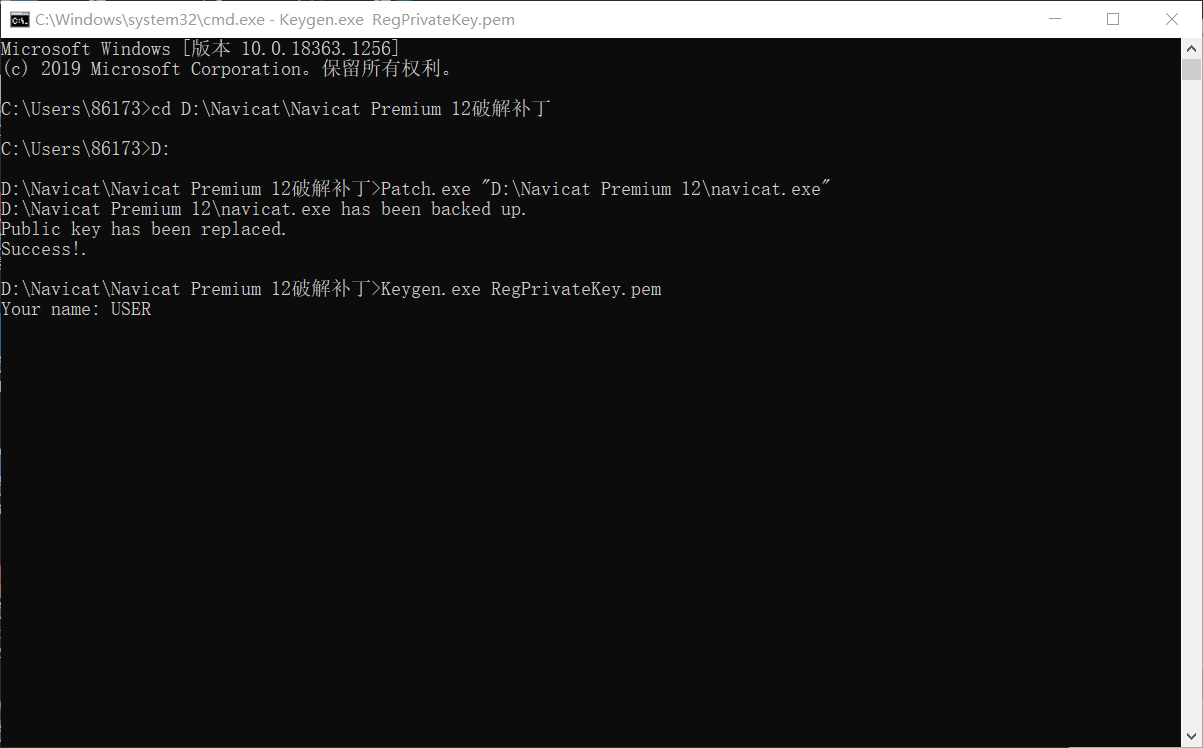 C:\Windows\system32\cmd.exe - Keygen.exe  RegPrivateKey.pem
Microsoft Windows [版本 10.0.18363.1256]
(c) 2019 Microsoft Corporation。保留所有权利。
C:\Users\86173>cd D:\Navicat\Navicat Premium 12破解补丁
C:\Users\86173>D:
D:\Navicat\Navicat Premium 12破解补丁>Patch.exe "D:\Navicat Premium 12\navicat.exe"
D:\Navicat Premium 12\navicat.exe has been backed up.
Public key has been replaced.
Success!.
D:\Navicat\Navicat Premium 12破解补丁>Keygen.exe RegPrivateKey.pem
Your name: USER